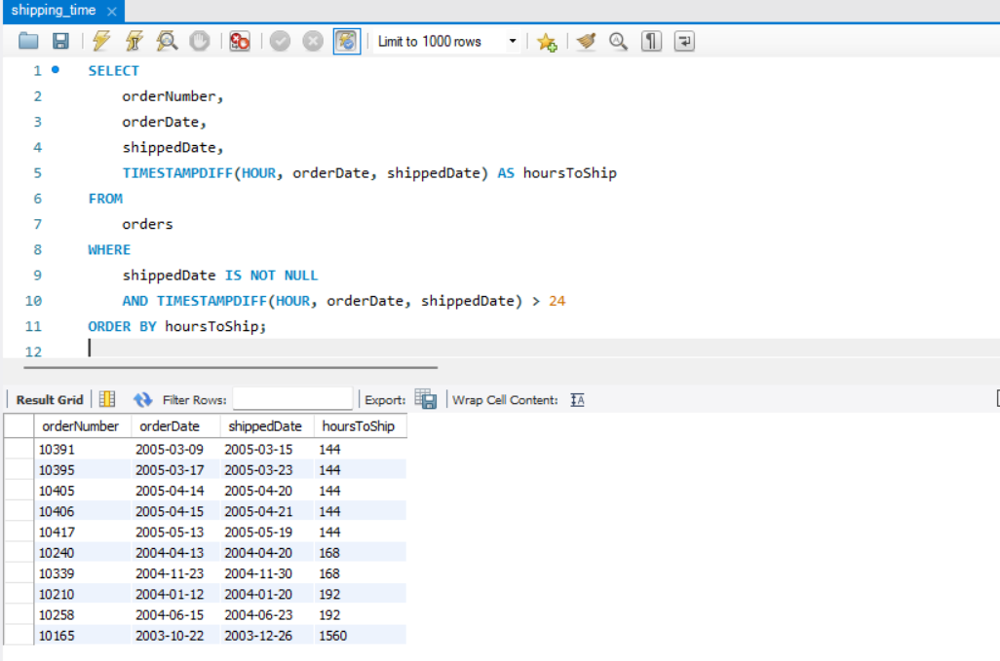 shipping_time ×
Limit to 1000 rows
1 SELECT
2 orderNumber,
3 orderDate,
4 shippedDate,
5 TIMESTAMPDIFF(HOUR, orderDate, shippedDate) AS hoursToShip
6 FROM
7 orders
8 WHERE
9 shippedDate IS NOT NULL
10 AND TIMESTAMPDIFF(HOUR, orderDate, shippedDate) > 24
11 ORDER BY hoursToShip;
12
Result Grid Filter Rows: Export: Wrap Cell Content: IA
orderNumber orderDate shippedDate hoursToShip
10391 2005-03-09 2005-03-15 144
10395 2005-03-17 2005-03-23 144
10405 2005-04-14 2005-04-20 144
10406 2005-04-15 2005-04-21 144
10417 2005-05-13 2005-05-19 144
10240 2004-04-13 2004-04-20 168
10339 2004-11-23 2004-11-30 168
10210 2004-01-12 2004-01-20 192
10258 2004-06-15 2004-06-23 192
10165 2003-10-22 2003-12-26 1560